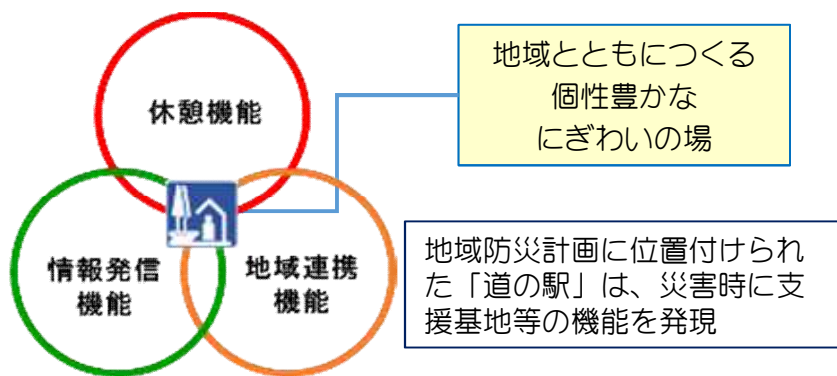 休憩機能
情報発信
機能
地域連携
機能
地域とともにつくる
個性豊かな
にぎわいの場
地域防災計画に位置付けられ
た「道の駅」は、災害時に支
援基地等の機能を発現